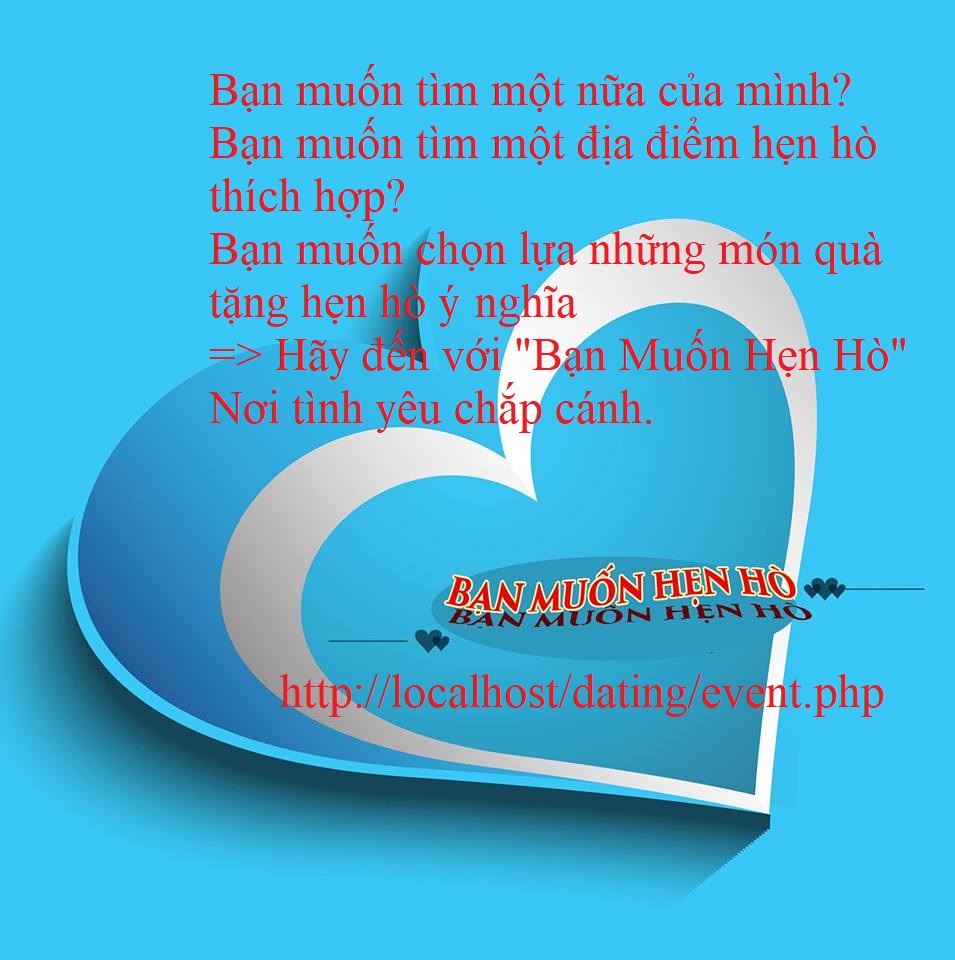 Bạn muốn tìm một nữa của mình?
Bạn muốn tìm một địa điểm hẹn hò
thích hợp?
Bạn muốn chọn lựa những món quà
tặng hẹn hò ý nghĩa
=> Hãy đến với "Bạn Muốn Hẹn Hò"
Nơi tình yêu chắp cánh.
BẠN MUỐN HẸN HÒ
BẠN MUỐN HẸN HÒ
http://localhost/dating/event.php